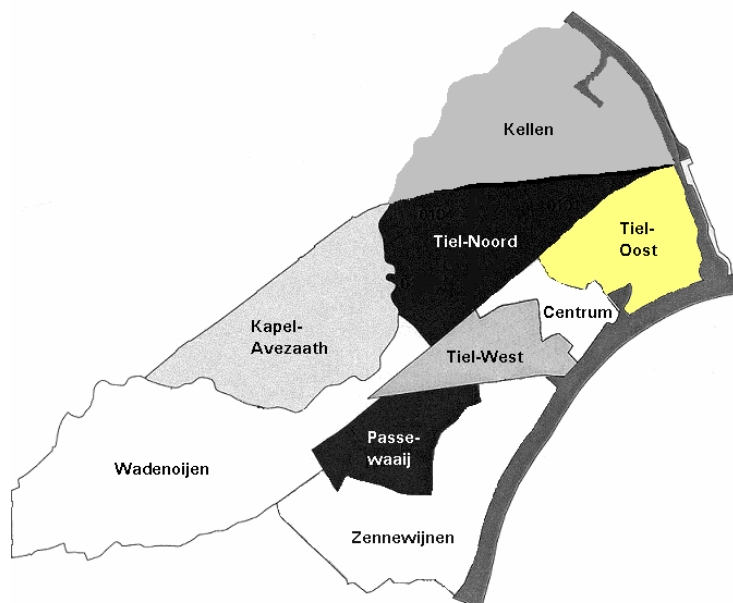 Kellen
Tiel-Noord
Tiel-
Oost
Centrum
Kapel-
Avezaath
Tiel-West
Passe-
waaij
Wadenoijen
Zennewijnen